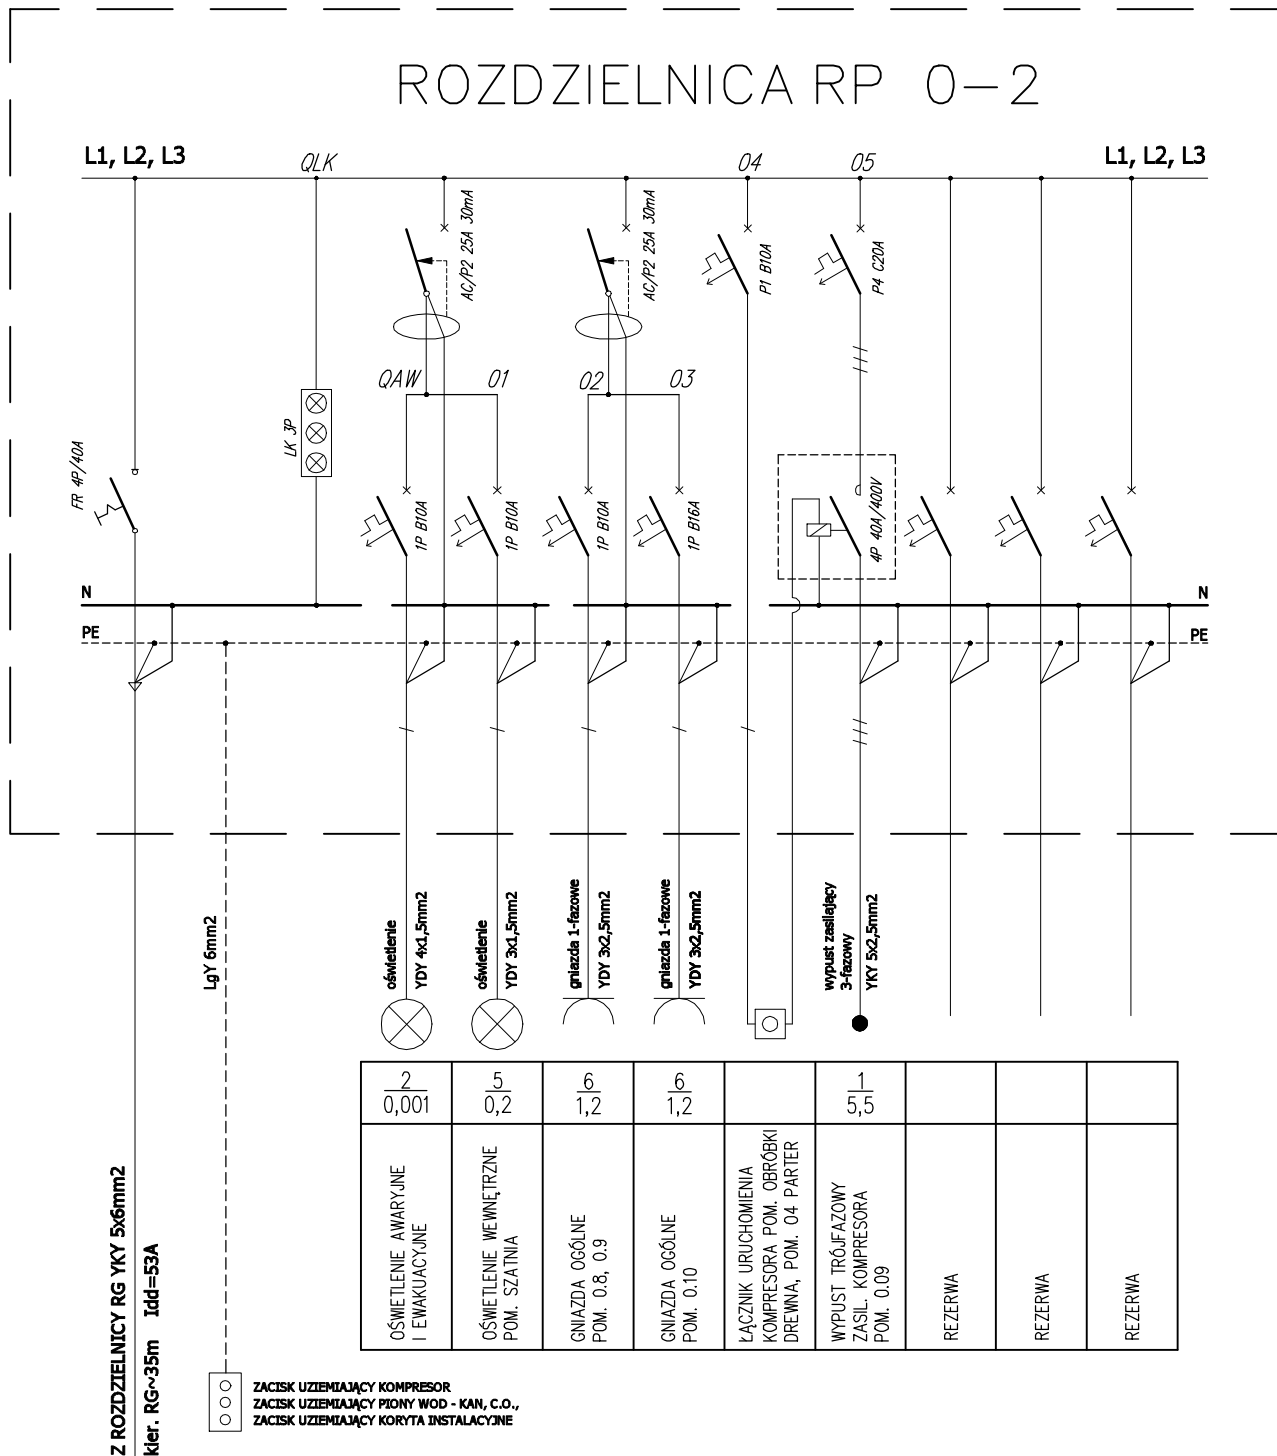 ROZDZIELNICA RP 0-2
L1, L2, L3
QLK
04
05
L1, L2, L3
AC/P2 25A 30mA
AC/P2 25A 30mA
P1 B10A
P4 C20A
QAW
01
02
03
LK 3P
FR 4P/40A
1P B10A
1P B10A
1P B10A
1P B16A
4P 40A/400V
N
N
PE
PE
LgY 6mm2
oświetlenie
YDY 4x1,5mm2
oświetlenie
YDY 3x1,5mm2
gniazda 1-fazowe
YDY 3x2,5mm2
gniazda 1-fazowe
YDY 3x2,5mm2
wypust zasilający
3-fazowy
YKY 5x2,5mm2
2
0,001
5
0,2
6
1,2
6
1,2
1
5,5
OŚWIETLENIE AWARYJNE
I EWAKUACYJNE
OŚWIETLENIE WEWNĘTRZNE
POM. SZATNIA
GNIAZDA OGÓLNE
POM. 0.8, 0.9
GNIAZDA OGÓLNE
POM. 0.10
ŁĄCZNIK URUCHOMIENIA
KOMPRESORA POM. OBRÓBKI
DREWNA, POM. 04 PARTER
WYPUST TRÓJFAZOWY
ZASIL. KOMPRESORA
POM. 0.09
REZERWA
REZERWA
REZERWA
Z ROZDZIELNICY RG YKY 5x6mm2
kier. RG~35m Idd=53A
ZACISK UZIEMIAJĄCY KOMPRESOR
ZACISK UZIEMIAJĄCY PIONY WOD - KAN, C.O.,
ZACISK UZIEMIAJĄCY KORYTA INSTALACYJNE